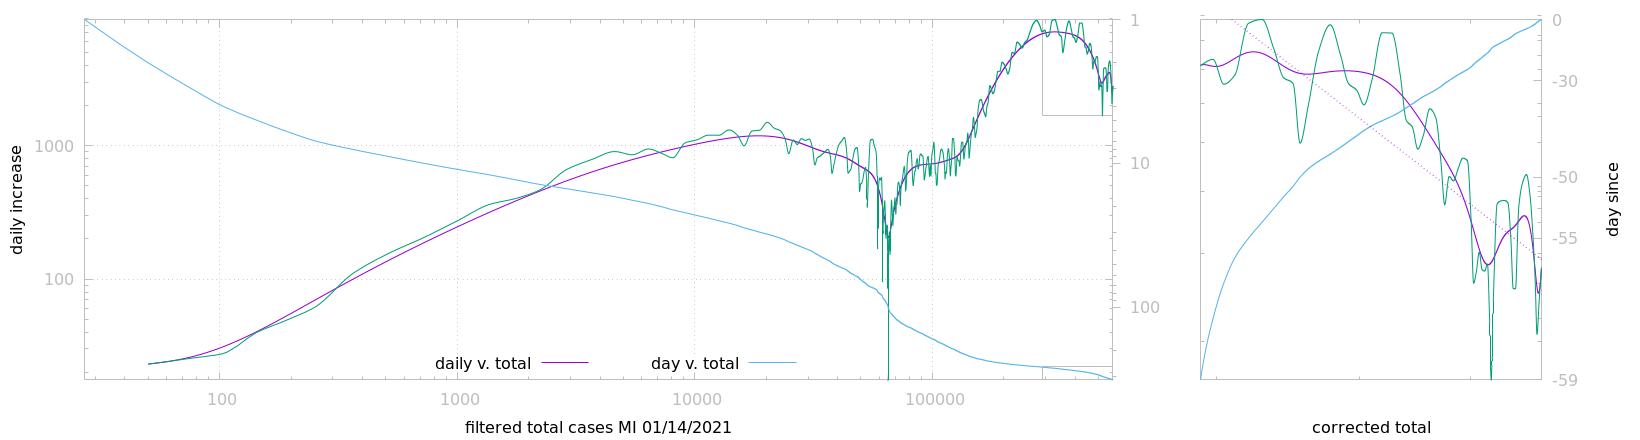 1000
100
daily increase
100
1000
10000
100000
filtered total cases MI 01/14/2021
daily v. total
day v. total
1
10
100
0
-30
-50
-55
-59
day since
corrected total